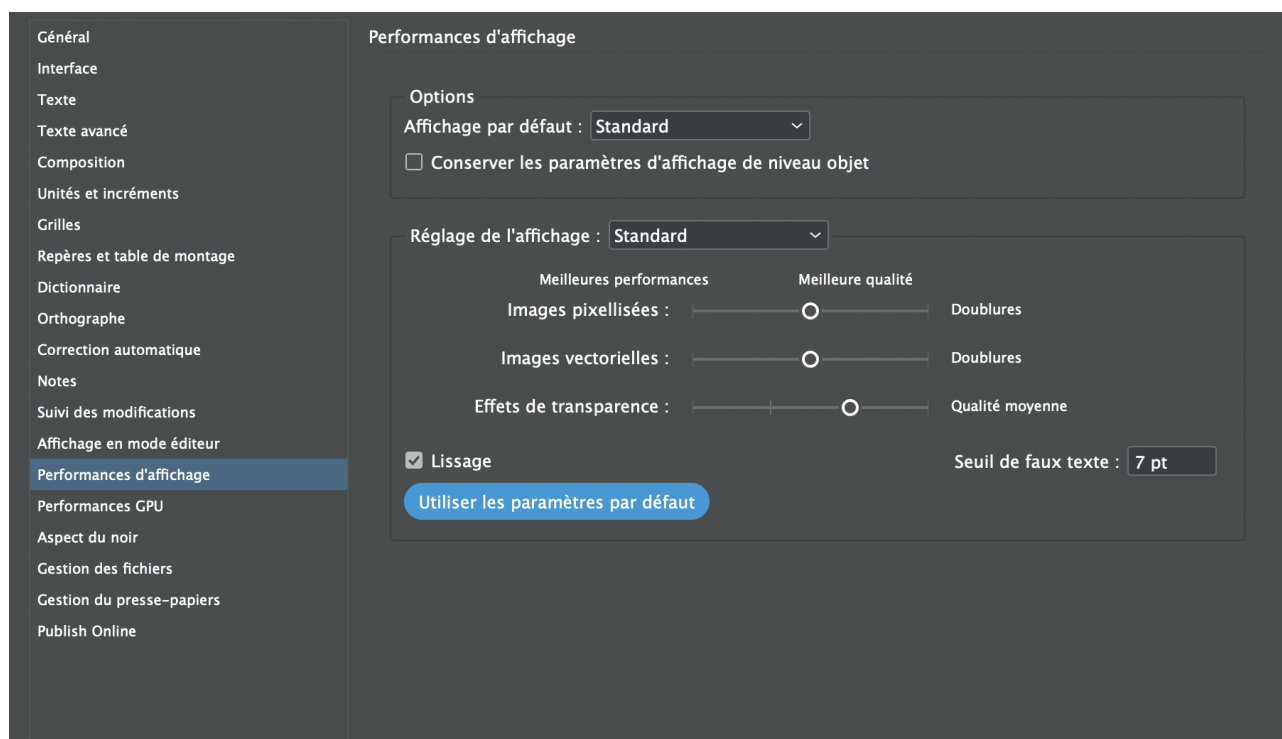 Général
Interface
Texte
Texte avancé
Composition
Unités et incréments
Grilles
Repères et table de montage
Dictionnaire
Orthographe
Correction automatique
Notes
Suivi des modifications
Affichage en mode éditeur
Performances d'affichage
Performances GPU
Aspect du noir
Gestion des fichiers
Gestion du presse-papiers
Publish Online
Performances d'affichage
Options
Affichage par défaut : Standard
Conserver les paramètres d'affichage de niveau objet
Réglage de l'affichage : Standard
Meilleures performances Meilleure qualité
Images pixellisées : Doublures
Images vectorielles : Doublures
Effets de transparence : Qualité moyenne
Lissage Seuil de faux texte : 7 pt
Utiliser les paramètres par défaut